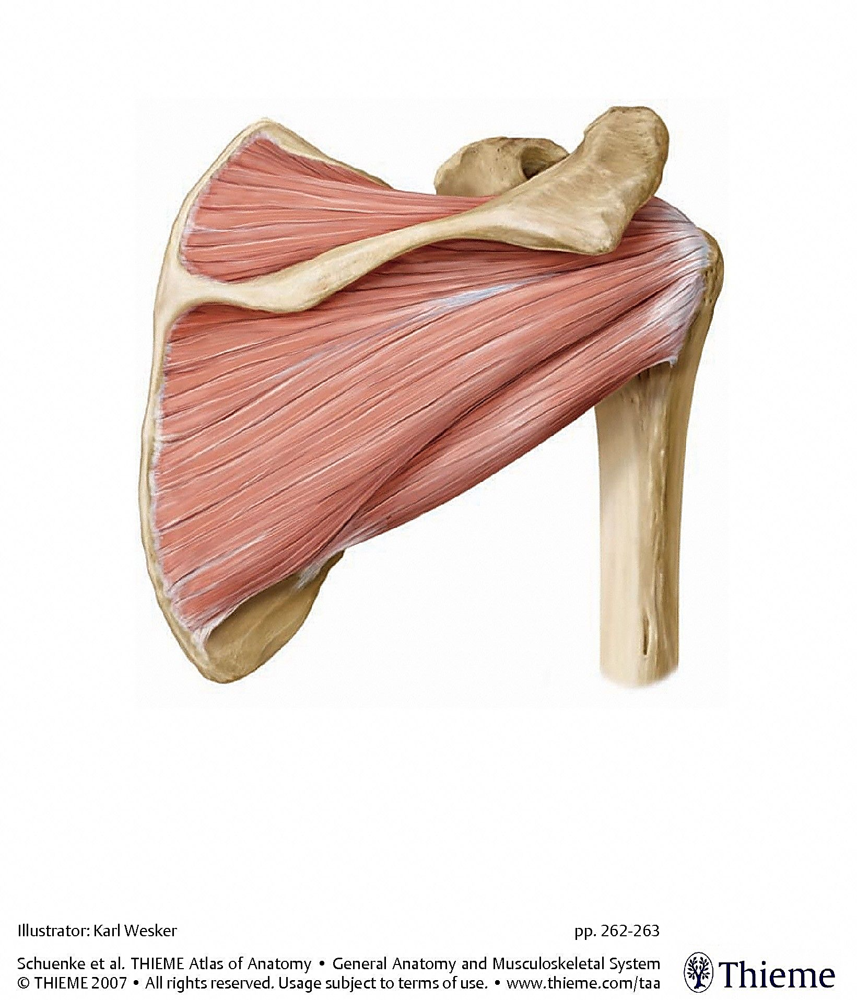 Illustrator: Karl Wesker
pp. 262-263
Schuenke et al. THIEME Atlas of Anatomy • General Anatomy and Musculoskeletal System
© THIEME 2007 • All rights reserved. Usage subject to terms of use. • www.thieme.com/taa
Thieme